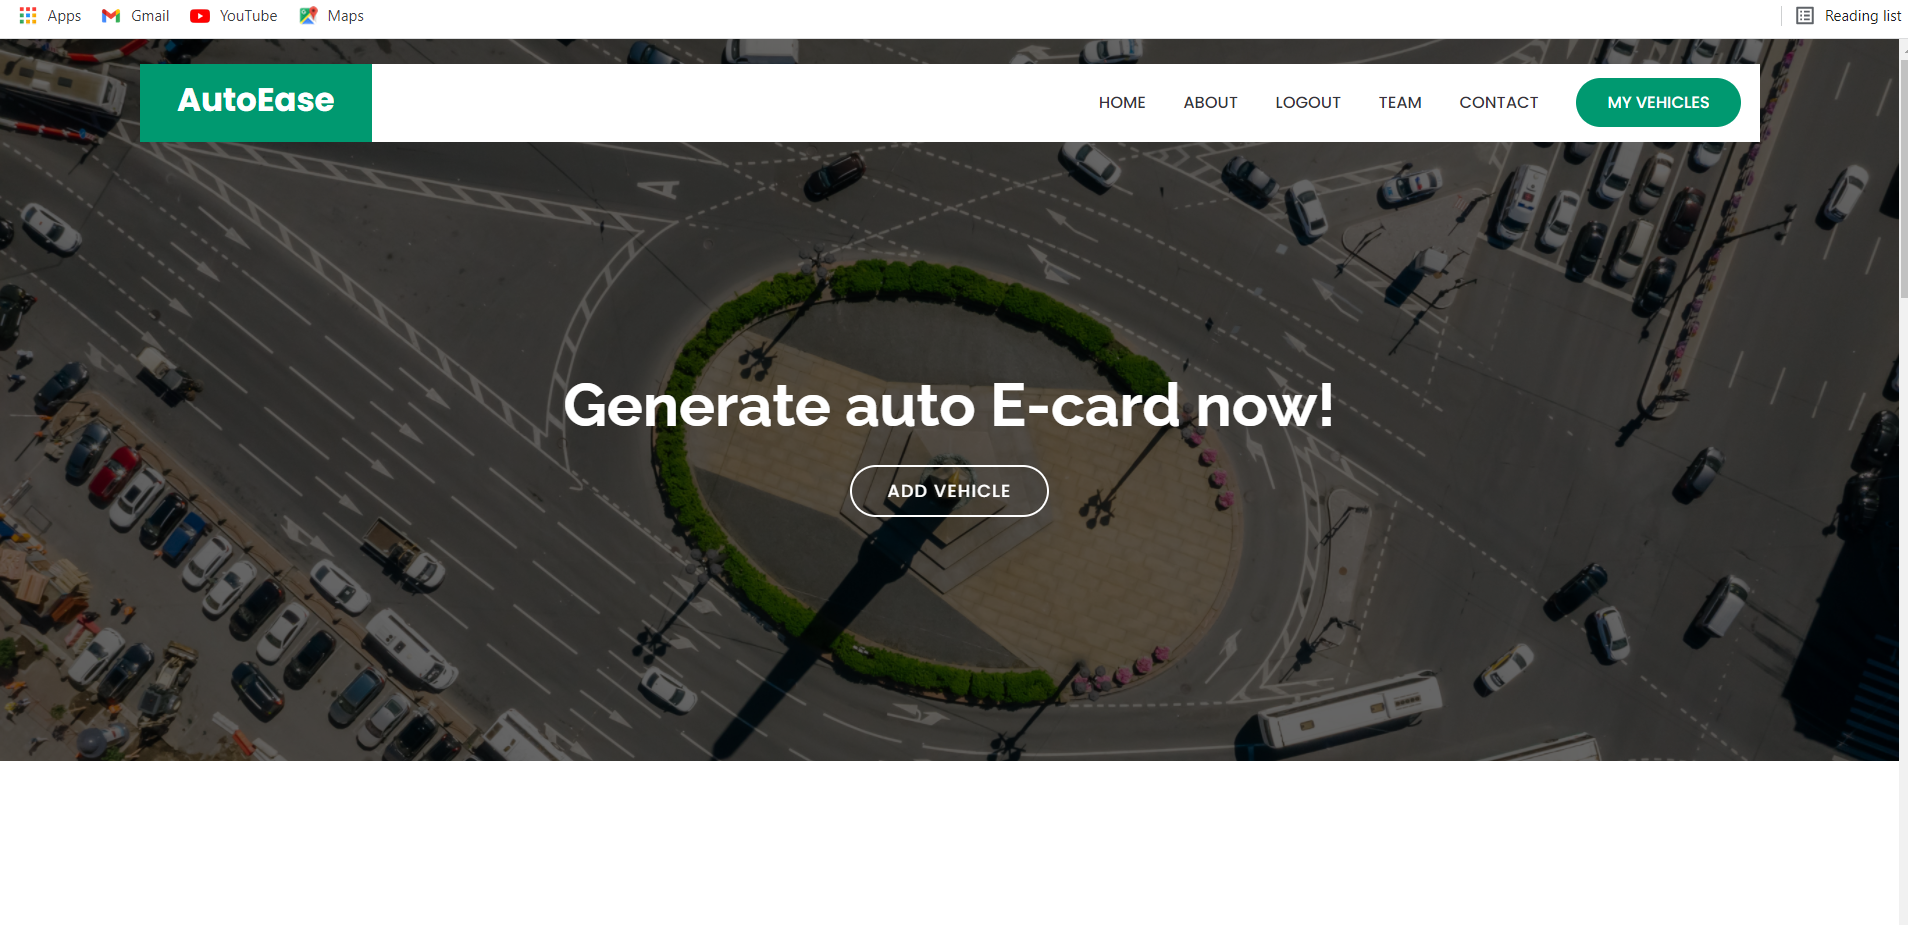 Apps Gmail YouTube Maps Reading list
AutoEase HOME ABOUT LOGOUT TEAM CONTACT MY VEHICLES
Generate auto E-card now!
ADD VEHICLE